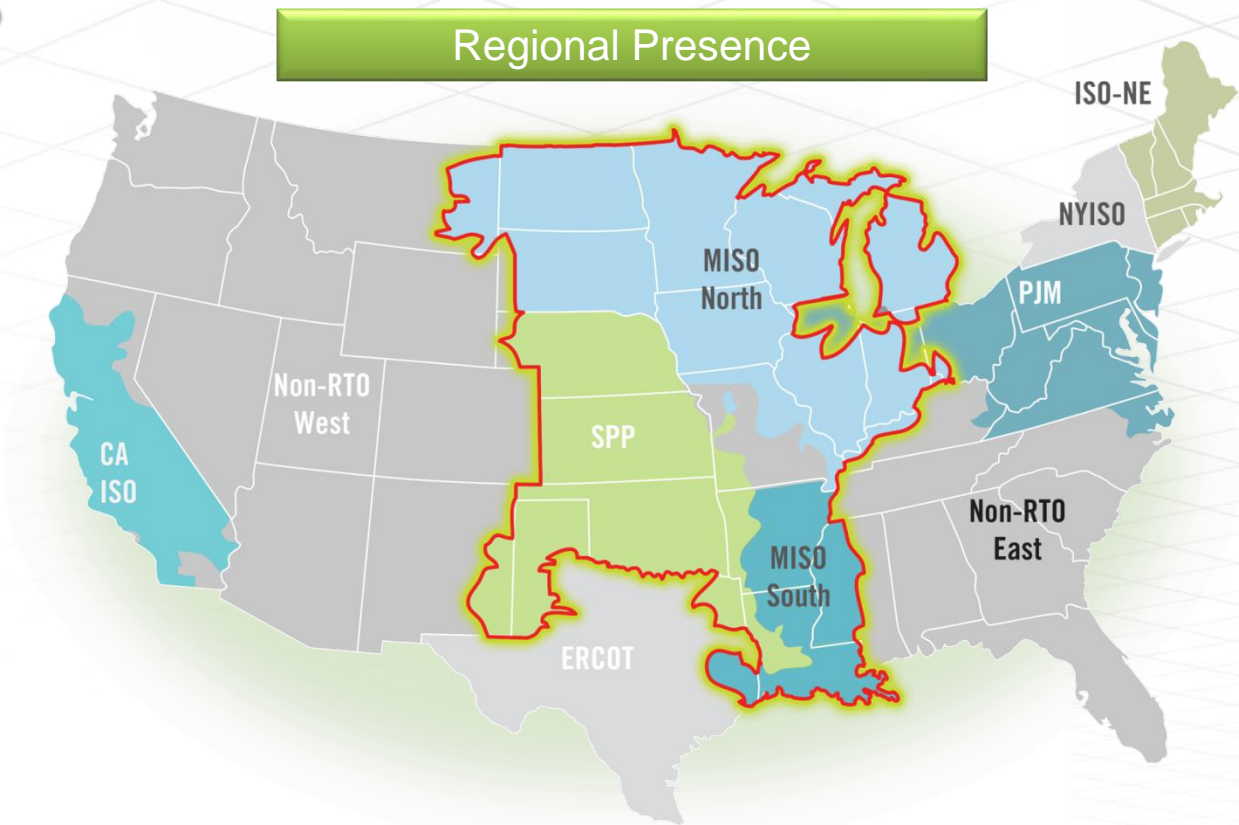 Regional Presence
ISO-NE
NYISO
MISO
North
PJM
Non-RTO
West
SPP
CA
ISO
Non-RTO
East
MISO
South
ERCOT